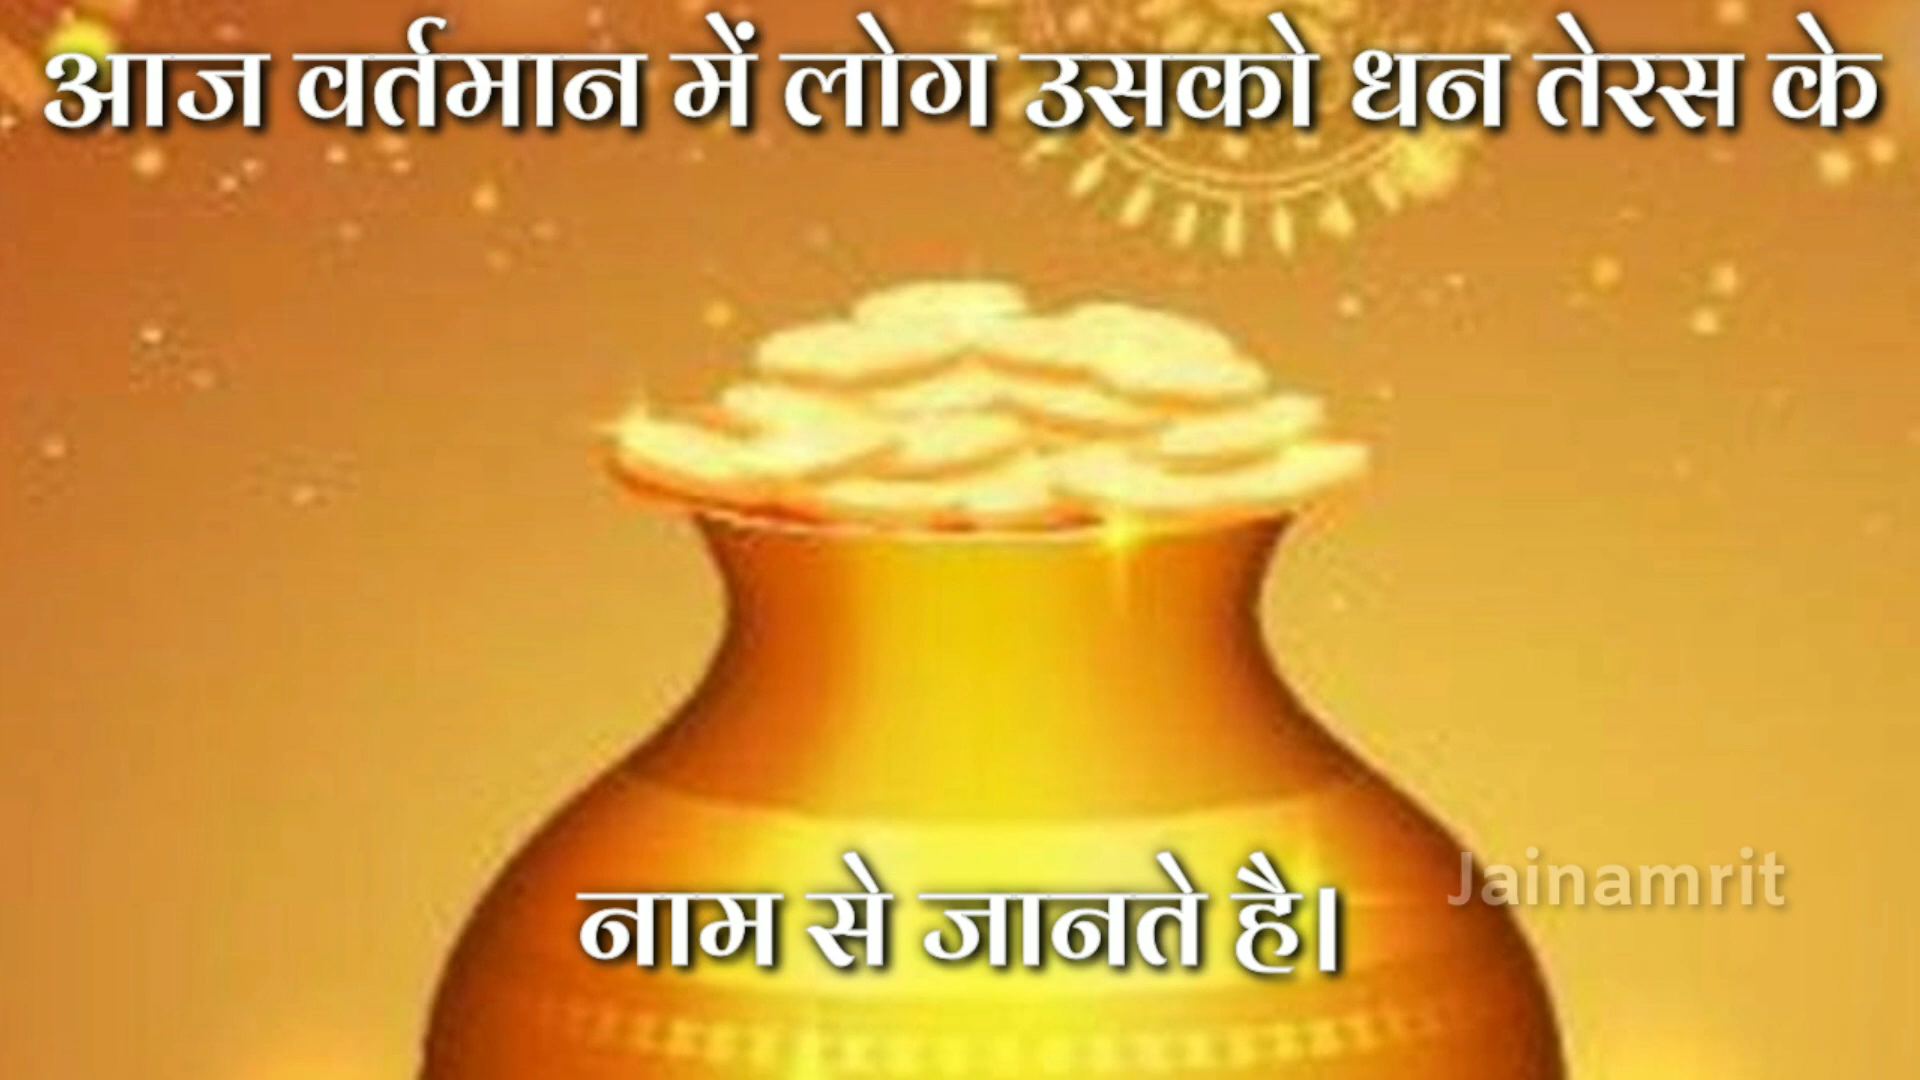 आज वर्तमान में लोग उसको धन तेरस के
Jainamrit
नाम से जानते है।